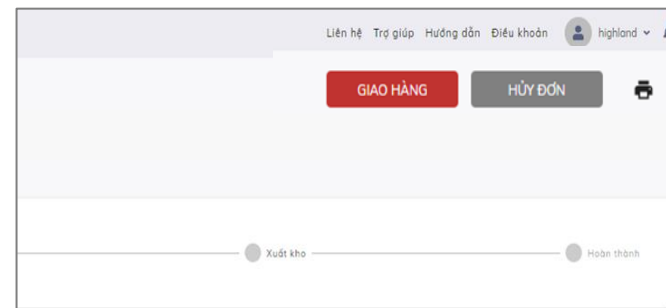 Liên hệ Trợ giúp Hướng dẫn Điều khoản highland
GIAO HÀNG HỦY ĐƠN
Xuất kho Hoàn thành